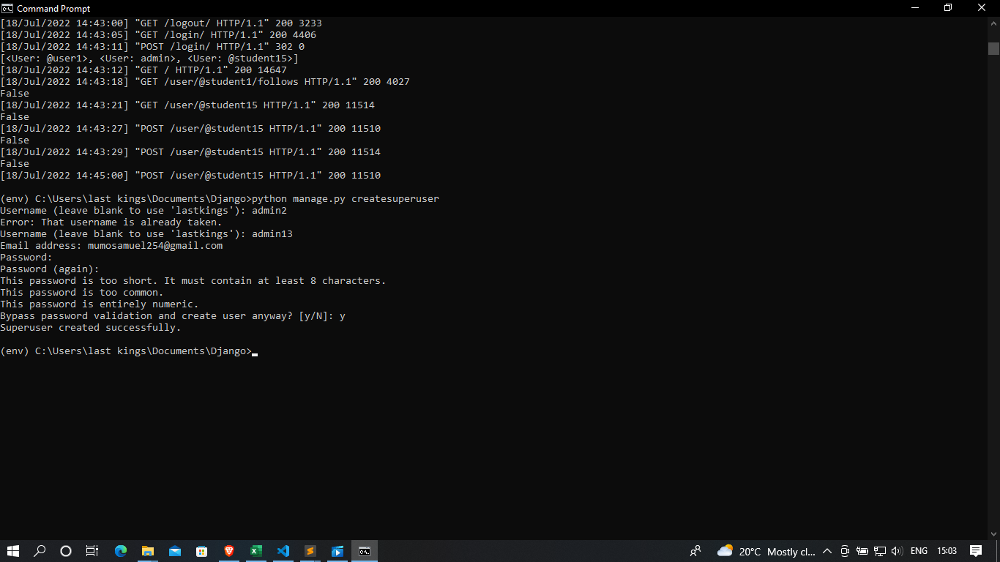 Command Prompt
[18/Jul/2022 14:43:00] "GET /logout/ HTTP/1.1" 200 3233
[18/Jul/2022 14:43:05] "GET /login/ HTTP/1.1" 200 4406
[18/Jul/2022 14:43:11] "POST /login/ HTTP/1.1" 302 0
[<User: @user1>, <User: admin>, <User: @student15>]
[18/Jul/2022 14:43:12] "GET / HTTP/1.1" 200 14647
[18/Jul/2022 14:43:18] "GET /user/@student1/follows HTTP/1.1" 200 4027
False
[18/Jul/2022 14:43:21] "GET /user/@student15 HTTP/1.1" 200 11514
False
[18/Jul/2022 14:43:27] "POST /user/@student15 HTTP/1.1" 200 11510
False
[18/Jul/2022 14:43:29] "POST /user/@student15 HTTP/1.1" 200 11514
False
[18/Jul/2022 14:45:00] "POST /user/@student15 HTTP/1.1" 200 11510
(env) C:\Users\last kings\Documents\Django>python manage.py createsuperuser
Username (leave blank to use 'lastkings'): admin2
Error: That username is already taken.
Username (leave blank to use 'lastkings'): admin13
Email address: mumosamuel254@gmail.com
Password:
Password (again):
This password is too short. It must contain at least 8 characters.
This password is too common.
This password is entirely numeric.
Bypass password validation and create user anyway? [y/N]: y
Superuser created successfully.
(env) C:\Users\last kings\Documents\Django>
20°C Mostly cl... ENG 15:03